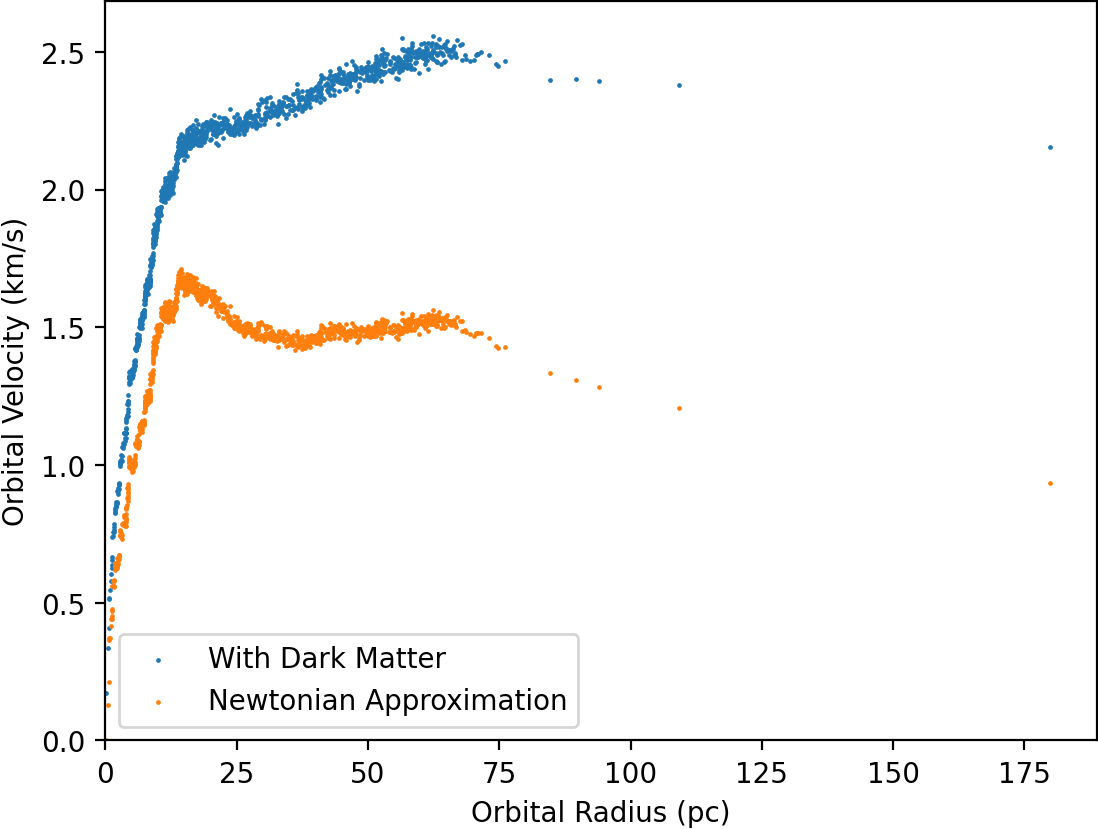 2.5
2.0
1.5
1.0
0.5
0.0
Orbital Velocity (km/s)
With Dark Matter
Newtonian Approximation
0 25 50 75 100 125 150 175
Orbital Radius (pc)